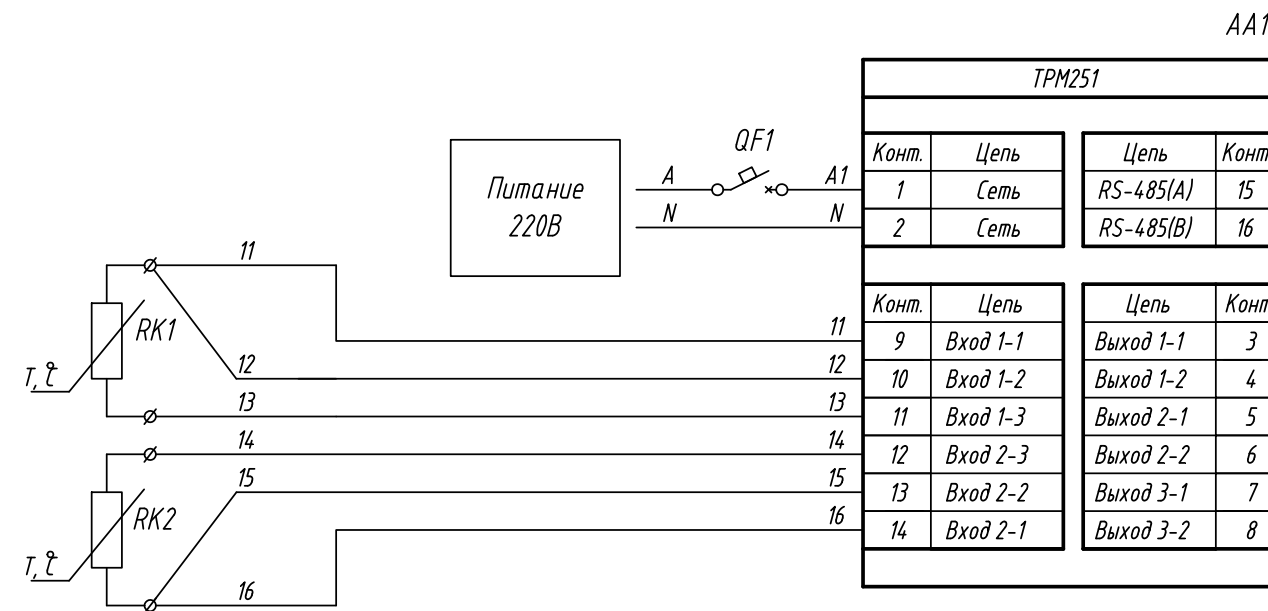 AA1
ТРМ251
QF1
Питание
220В
A
A1
N
N
Конт.
Цепь
Цепь
Конт
1
Сеть
RS-485(A)
15
2
Сеть
RS-485(B)
16
Конт.
Цепь
Цепь
Конт
11
11
9
Вход 1-1
Выход 1-1
3
RK1
12
12
10
Вход 1-2
Выход 1-2
4
T,℃
13
13
11
Вход 1-3
Выход 2-1
5
14
14
12
Вход 2-3
Выход 2-2
6
15
15
13
Вход 2-2
Выход 3-1
7
RK2
16
14
Вход 2-1
Выход 3-2
8
T,℃
16